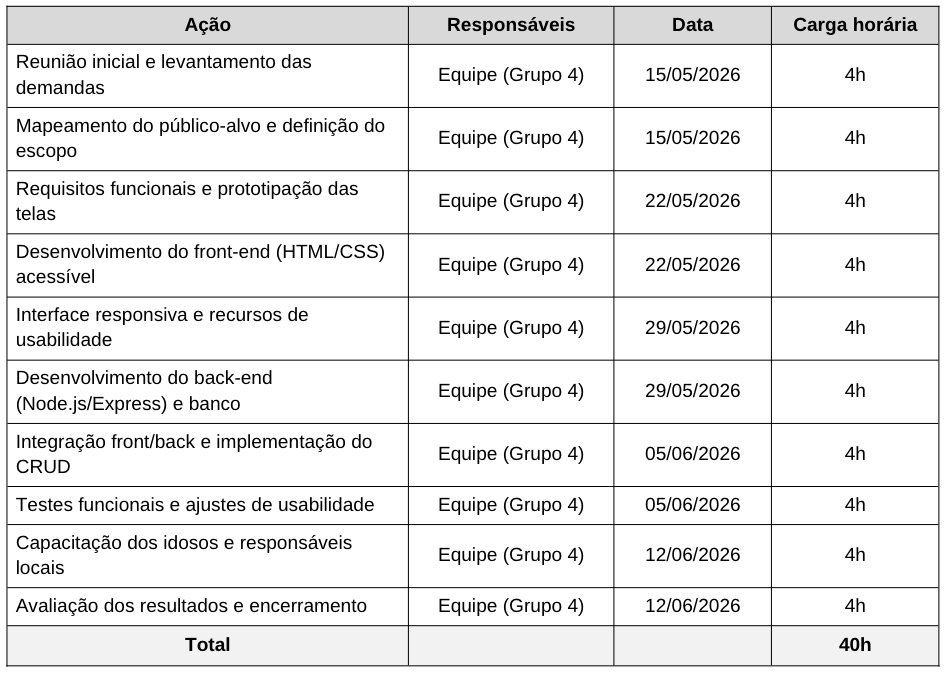 Ação Responsáveis Data Carga horária
Reunião inicial e levantamento das
demandas Equipe (Grupo 4) 15/05/2026 4h
Mapeamento do público-alvo e definição do
escopo Equipe (Grupo 4) 15/05/2026 4h
Requisitos funcionais e prototipação das
telas Equipe (Grupo 4) 22/05/2026 4h
Desenvolvimento do front-end (HTML/CSS)
acessível Equipe (Grupo 4) 22/05/2026 4h
Interface responsiva e recursos de
usabilidade Equipe (Grupo 4) 29/05/2026 4h
Desenvolvimento do back-end
(Node.js/Express) e banco Equipe (Grupo 4) 29/05/2026 4h
Integração front/back e implementação do
CRUD Equipe (Grupo 4) 05/06/2026 4h
Testes funcionais e ajustes de usabilidade Equipe (Grupo 4) 05/06/2026 4h
Capacitação dos idosos e responsáveis
locais Equipe (Grupo 4) 12/06/2026 4h
Avaliação dos resultados e encerramento Equipe (Grupo 4) 12/06/2026 4h
Total 40h